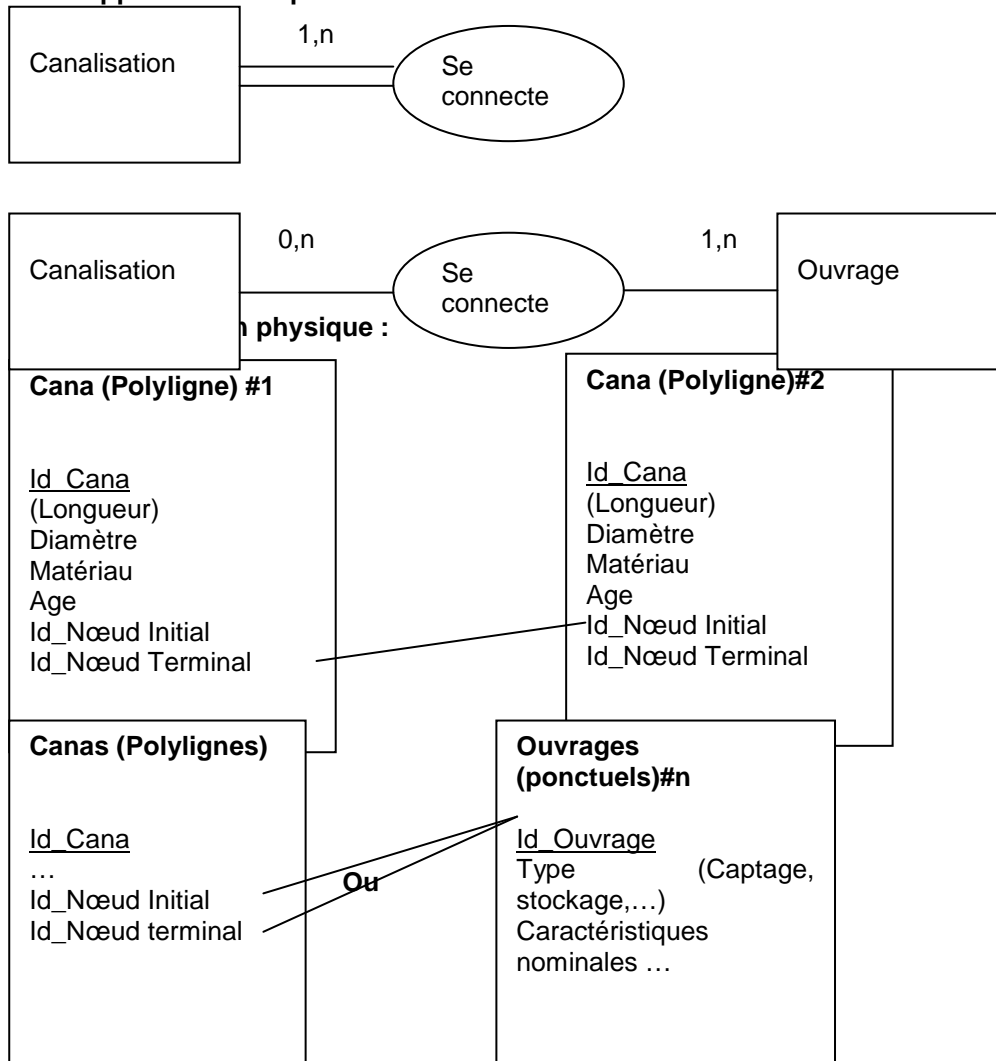 1,n
Canalisation
Se
connecte
0,n
1,n
Canalisation
Se
connecte
Ouvrage
physique :
Cana (Polyligne) #1
Id_Cana
(Longueur)
Diamètre
Matériau
Age
Id_Nœud Initial
Id_Nœud Terminal
Cana (Polyligne)#2
Id_Cana
(Longueur)
Diamètre
Matériau
Age
Id_Nœud Initial
Id_Nœud Terminal
Canas (Polylignes)
Id_Cana
…
Id_Nœud Initial
Id_Nœud terminal
Ou
Ouvrages
(ponctuels)#n
Id_Ouvrage
Type (Captage,
stockage,…)
Caractéristiques
nominales …